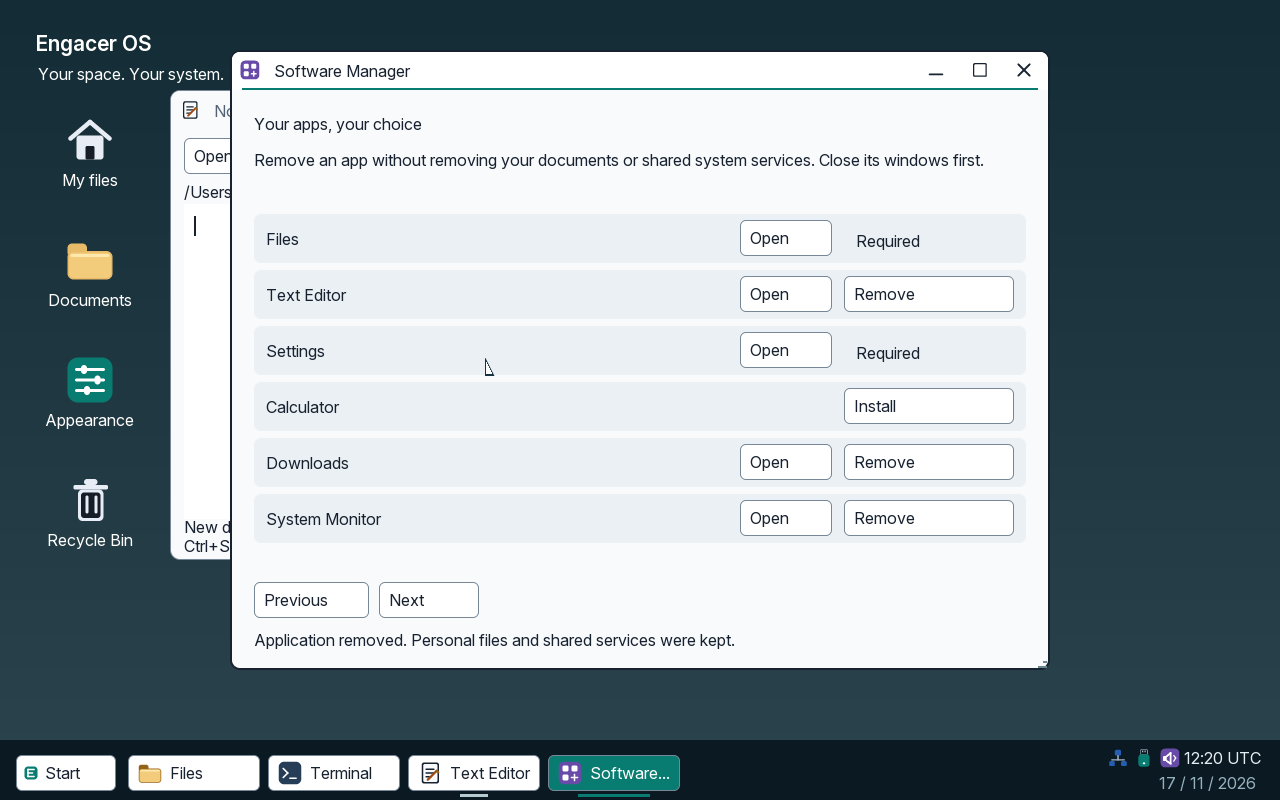 Engacer OS
Your space. Your system.
My files
Documents
Appearance
Recycle Bin
No
Open
/Users
New d
Ctrl+S
Software Manager
Your apps, your choice
Remove an app without removing your documents or shared system services. Close its windows first.
Files Open Required
Text Editor Open Remove
Settings Open Required
Calculator Install
Downloads Open Remove
System Monitor Open Remove
Previous Next
Application removed. Personal files and shared services were kept.
Start Files Terminal Text Editor Software... 12:20 UTC
17 / 11 / 2026